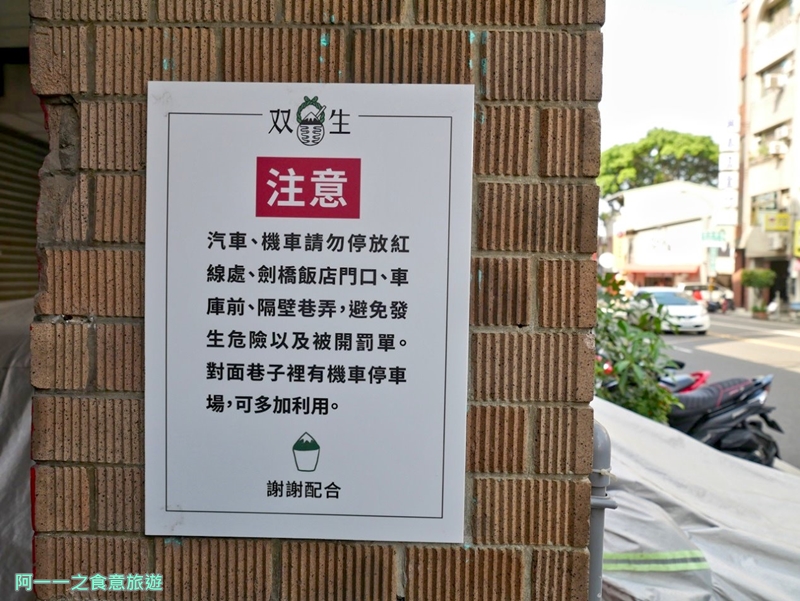 双 生
注意
汽車、機車請勿停放紅
線處、劍橋飯店門口、車
庫前、隔壁巷弄，避免發
生危險以及被開罰單。
對面巷子裡有機車停車
場，可多加利用。
謝謝配合
阿一一之食意旅遊